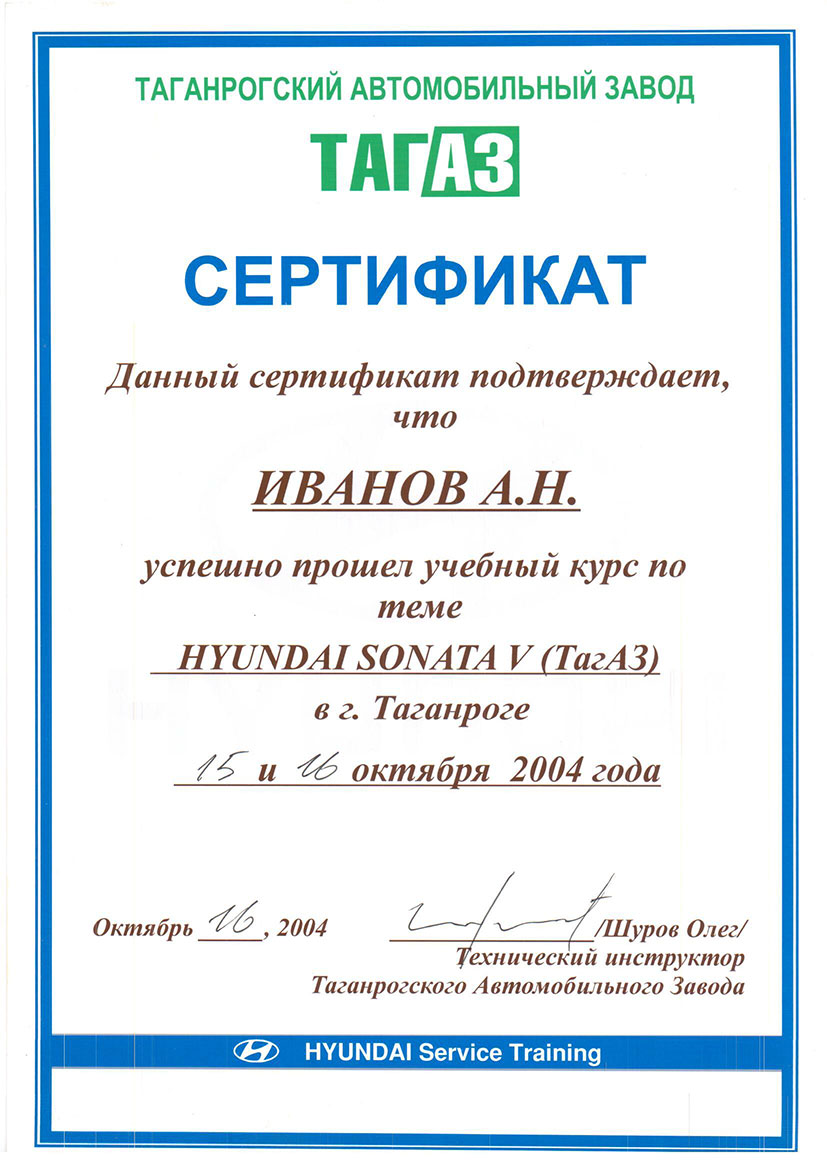 ТАГАНРОГСКИЙ АВТОМОБИЛЬНЫЙ ЗАВОД
ТАГАЗ
СЕРТИФИКАТ
Данный сертификат подтверждает,
что
ИВАНОВ А.Н.
успешно прошел учебный курс по
теме
HYUNDAI SONATA V (ТагАЗ)
в г. Таганроге
15 и 16 октября 2004 года
Октябрь 16, 2004 /Шуров Олег/
Технический инструктор
Таганрогского Автомобильного Завода
HYUNDAI Service Training